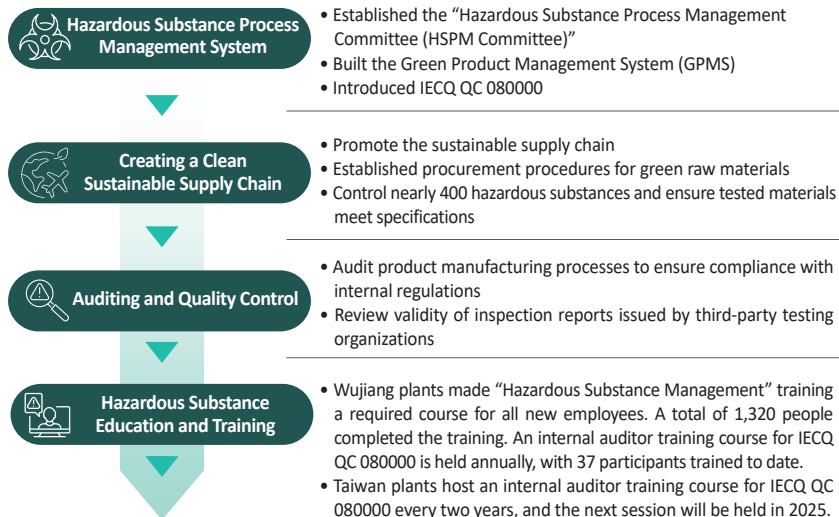 Hazardous Substance Process
Management System
• Established the “Hazardous Substance Process Management
Committee (HSPM Committee)”
• Built the Green Product Management System (GPMS)
• Introduced IECQ QC 080000
Creating a Clean
Sustainable Supply Chain
• Promote the sustainable supply chain
• Established procurement procedures for green raw materials
• Control nearly 400 hazardous substances and ensure tested materials
meet specifications
Auditing and Quality Control
• Audit product manufacturing processes to ensure compliance with
internal regulations
• Review validity of inspection reports issued by third-party testing
organizations
Hazardous Substance
Education and Training
• Wujiang plants made “Hazardous Substance Management” training
a required course for all new employees. A total of 1,320 people
completed the training. An internal auditor training course for IECQ
QC 080000 is held annually, with 37 participants trained to date.
• Taiwan plants host an internal auditor training course for IECQ QC
080000 every two years, and the next session will be held in 2025.